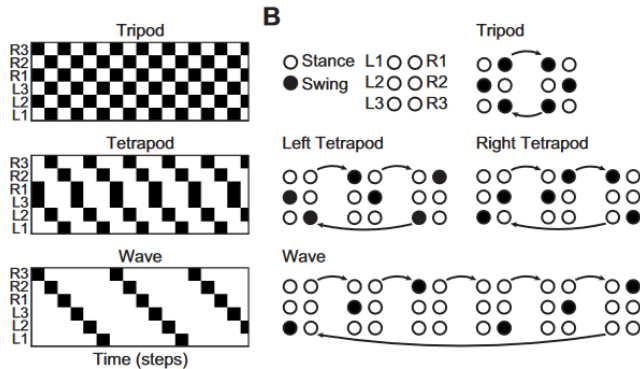 B
Tripod
R3
R2
R1
L3
L2
L1
Tetrapod
R3
R2
R1
L3
L2
L1
Wave
R3
R2
R1
L3
L2
L1
Time (steps)
Tripod
Stance
Swing
L1 R1
L2 R2
L3 R3
Left Tetrapod
Right Tetrapod
Wave